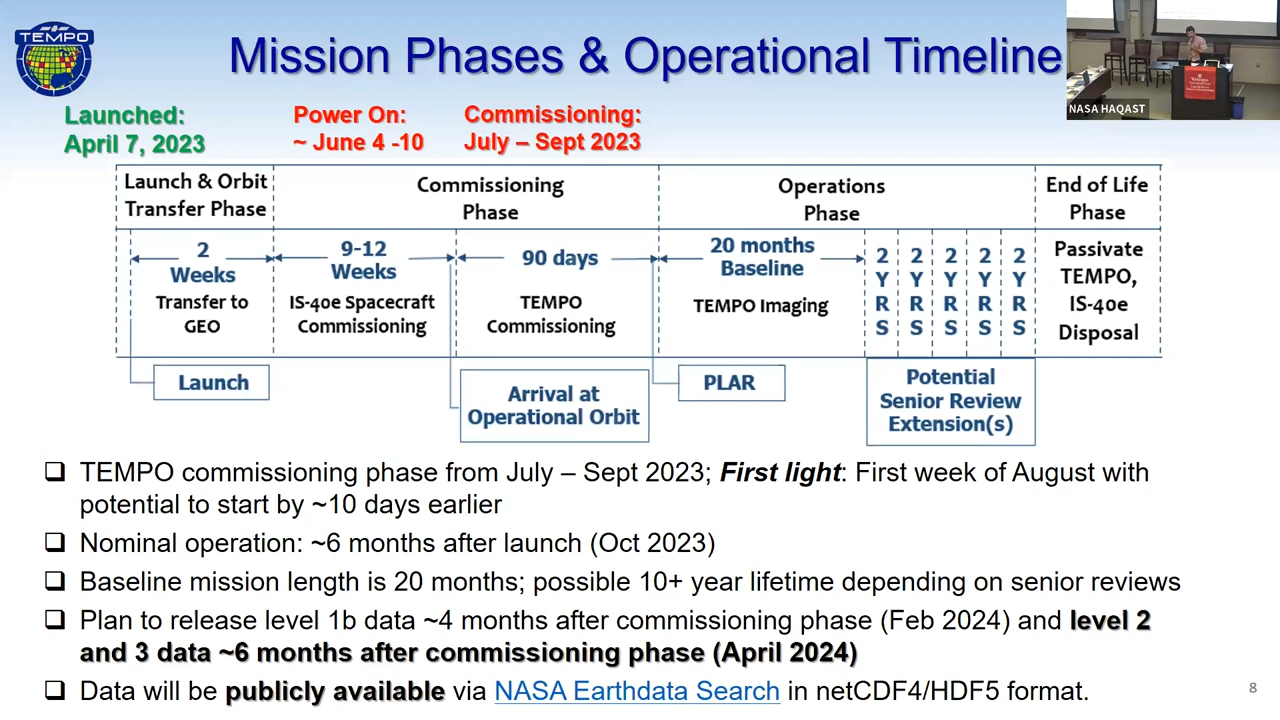 TEMPO
Mission Phases & Operational Timeline
NASA HAQAST
Launched:
April 7, 2023
Power On:
~ June 4 -10
Commissioning:
July – Sept 2023
Launch & Orbit
Transfer Phase
Commissioning
Phase
Operations
Phase
End of Life
Phase
2
Weeks
Transfer to
GEO
9-12
Weeks
IS-40e Spacecraft
Commissioning
90 days
TEMPO
Commissioning
20 months
Baseline
TEMPO Imaging
2 YRS
2 YRS
2 YRS
2 YRS
2 YRS
Passivate
TEMPO,
IS-40e
Disposal
Launch
Arrival at
Operational Orbit
PLAR
Potential
Senior Review
Extension(s)
❑ TEMPO commissioning phase from July – Sept 2023; First light: First week of August with
potential to start by ~10 days earlier
❑ Nominal operation: ~6 months after launch (Oct 2023)
❑ Baseline mission length is 20 months; possible 10+ year lifetime depending on senior reviews
❑ Plan to release level 1b data ~4 months after commissioning phase (Feb 2024) and level 2
and 3 data ~6 months after commissioning phase (April 2024)
❑ Data will be publicly available via NASA Earthdata Search in netCDF4/HDF5 format.
8